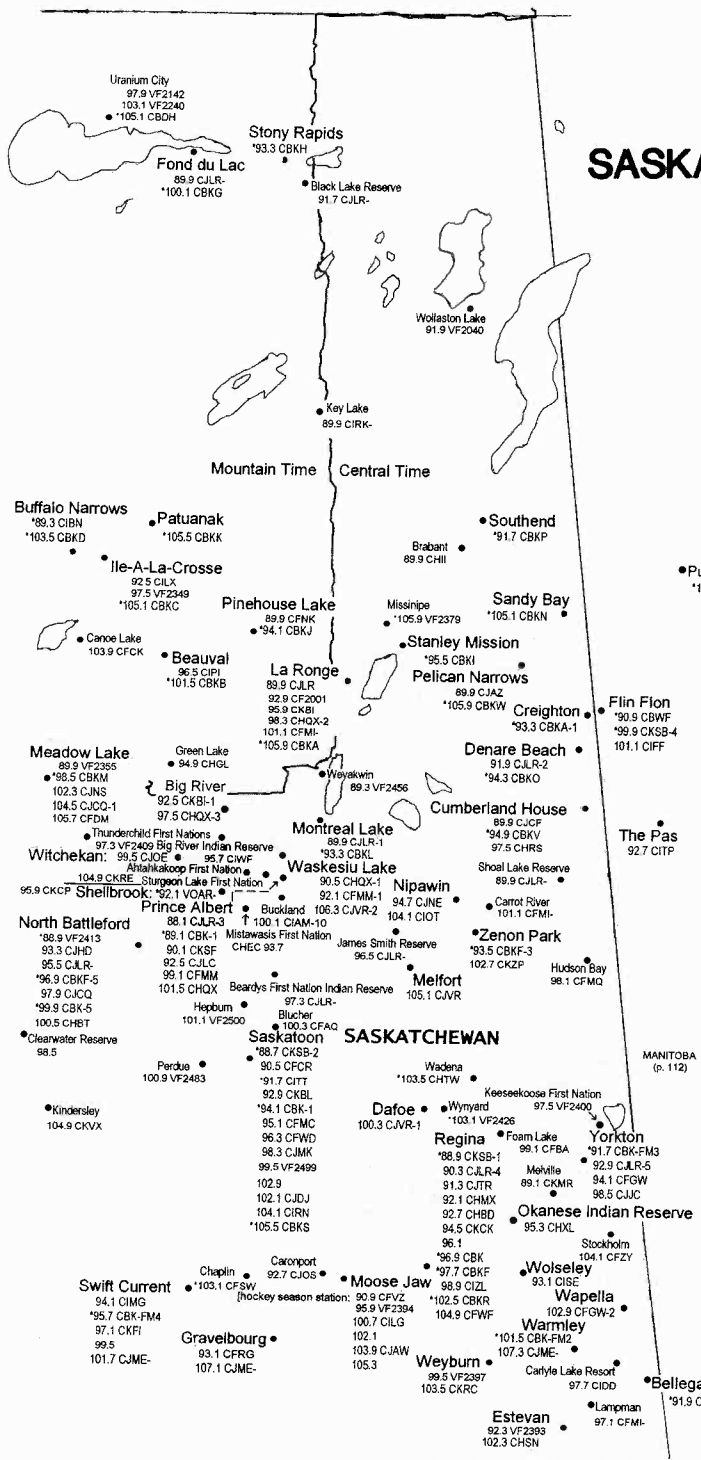 Uranium City
97.9 VF2142
103.1 VF2240
*105.1 CBDH
Stony Rapids
*93.3 CBKH
SASKA
Fond du Lac
89.9 CJLR-
*100.1 CBKG
Black Lake Reserve
91.7 CJLR-
Wollaston Lake
91.9 VF2040
Key Lake
89.9 CIRK-
Mountain Time
Central Time
Buffalo Narrows
*89.3 CIBN
*103.5 CBKD
Patuanak
*105.5 CBKK
Southend
*91.7 CBKP
Brabant
89.9 CHII
Ile-A-La-Crosse
92.5 CILX
97.5 VF2349
*105.1 CBKC
Pu
*1
Pinehouse Lake
89.9 CFNK
*94.1 CBKJ
Missinipe
*105.9 VF2379
Sandy Bay
*105.1 CBKN
Canoe Lake
103.9 CFCK
Beauval
96.5 CIPI
*101.5 CBKB
Stanley Mission
*95.5 CBKI
La Ronge
89.9 CJLR
92.9 CF2001
95.9 CKBI
98.3 CHQX-2
101.1 CFMI-
*105.9 CBKA
Pelican Narrows
89.9 CJAZ
*105.9 CBKW
Creighton
*93.3 CBKA-1
Flin Flon
*90.9 CBWF
*99.9 CKSB-4
101.1 CIFF
Meadow Lake
89.9 VF2355
*98.5 CBKM
102.3 CJNS
104.5 CJCQ-1
105.7 CFDM
Green Lake
94.9 CHGL
Denare Beach
91.9 CJLR-2
*94.3 CBKO
Weyakwin
89.3 VF2456
Big River
92.5 CKBI-1
97.5 CHQX-3
Cumberland House
89.9 CJCF
*94.9 CBKV
97.5 CHRS
Montreal Lake
89.9 CJLR-1
*93.3 CBKL
The Pas
92.7 CITP
Thunderchild First Nations
97.3 VF2409
Big River Indian Reserve
95.7 CIWF
Witchekan:
99.5 CJOE
Waskesiu Lake
90.5 CHQX-1
92.1 CFMM-1
106.3 CJVR-2
Ahtahkakoop First Nation
104.9 CKRE
Sturgeon Lake First Nation
95.9 CKCP
Shellbrook: *92.1 VOAR-
Nipawin
94.7 CJNE
104.1 CIOT
Shoal Lake Reserve
89.9 CJLR-
Carrot River
101.1 CFMI-
Prince Albert
88.1 CJLR-3
*89.1 CBK-1
90.1 CKSF
92.5 CJLC
99.1 CFMM
101.5 CHQX
Buckland
100.1 CIAM-10
Mistawasis First Nation
CHEC 93.7
North Battleford
*88.9 VF2413
93.3 CJHD
95.5 CJLR-
*96.9 CBKF-5
97.9 CJCQ
*99.9 CBK-5
100.5 CHBT
James Smith Reserve
96.5 CJLR-
Zenon Park
*93.5 CBKF-3
102.7 CKZP
Melfort
105.1 CJVR
Hudson Bay
98.1 CFMQ
Beardys First Nation Indian Reserve
97.3 CJLR-
Hepburn
101.1 VF2500
Blucher
100.3 CFAQ
Clearwater Reserve
98.5
SASKATCHEWAN
Saskatoon
*88.7 CKSB-2
90.5 CFCR
*91.7 CITT
92.9 CKBL
*94.1 CBK-1
95.1 CFMC
96.3 CFWD
98.3 CJMK
99.5 VF2499
102.9
102.1 CJDJ
104.1 CIRN
*105.5 CBKS
Perdue
100.9 VF2483
MANITOBA
(p. 112)
Wadena
*103.5 CHTW
Keeseekoose First Nation
97.5 VF2400
Kindersley
104.9 CKVX
Dafoe
100.3 CJVR-1
Wynyard
*103.1 VF2426
Foam Lake
99.1 CFBA
Yorkton
*91.7 CBK-FM3
92.9 CJLR-5
94.1 CFGW
98.5 CJJC
Regina
*88.9 CKSB-1
90.3 CJLR-4
91.3 CJTR
92.1 CHMX
92.7 CHBD
94.5 CKCK
96.1
*96.9 CBK
*97.7 CBKF
98.9 CIZL
*102.5 CBKR
104.9 CFWF
Melville
89.1 CKMR
Okanese Indian Reserve
95.3 CHXL
Stockholm
104.1 CFZY
Caronport
92.7 CJOS
Chaplin
*103.1 CFSW
Wolseley
93.1 CISE
Swift Current
94.1 CIMG
*95.7 CBK-FM4
97.1 CKFI
99.5
101.7 CJME-
Moose Jaw
[hockey season station: 90.9 CFVZ
95.9 VF2394
100.7 CILG
102.1
103.9 CJAW
105.3
Wapella
102.9 CFGW-2
Gravelbourg
93.1 CFRG
107.1 CJME-
Warmley
*101.5 CBK-FM2
107.3 CJME-
Weyburn
99.5 VF2397
103.5 CKRC
Carlyle Lake Resort
97.7 CIDD
Bellega
*91.9 C
Lampman
97.1 CFMI-
Estevan
92.3 VF2393
102.3 CHSN